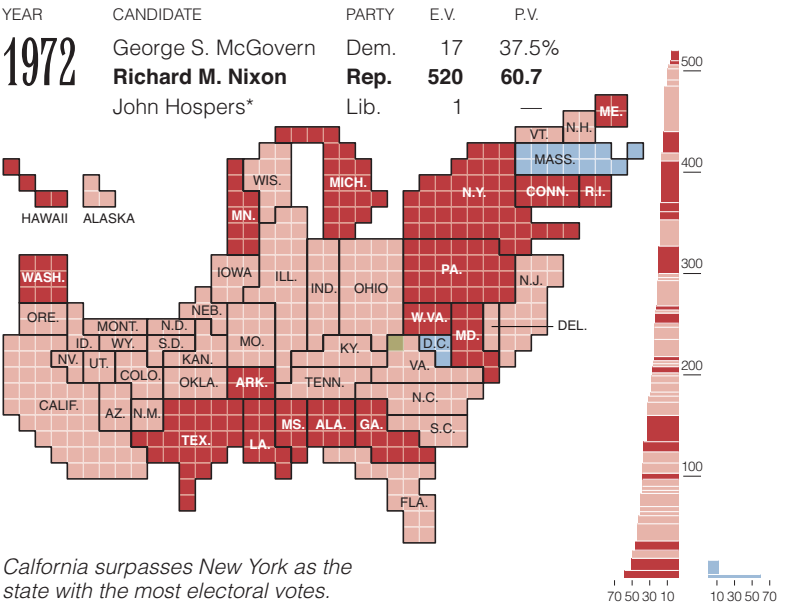 YEAR CANDIDATE PARTY E.V. P.V.
1972 George S. McGovern Dem. 17 37.5%
Richard M. Nixon Rep. 520 60.7
John Hospers* Lib. 1 —
500
ME.
N.H.
VT.
MASS.
400
WIS.
MICH.
N.Y.
CONN. R.I.
HAWAII ALASKA
MN.
300
WASH.
IOWA
ILL.
IND.
OHIO
PA.
N.J.
ORE.
MONT.
N.D.
NEB.
W.VA.
MD.
DEL.
ID.
WY.
S.D.
MO.
KY.
D.C.
NV.
UT.
COLO.
KAN.
VA.
200
OKLA.
ARK.
TENN.
N.C.
CALIF.
AZ.
N.M.
TEX.
LA.
MS.
ALA.
GA.
S.C.
100
FLA.
Calfornia surpasses New York as the
state with the most electoral votes.
70 50 30 10 10 30 50 70